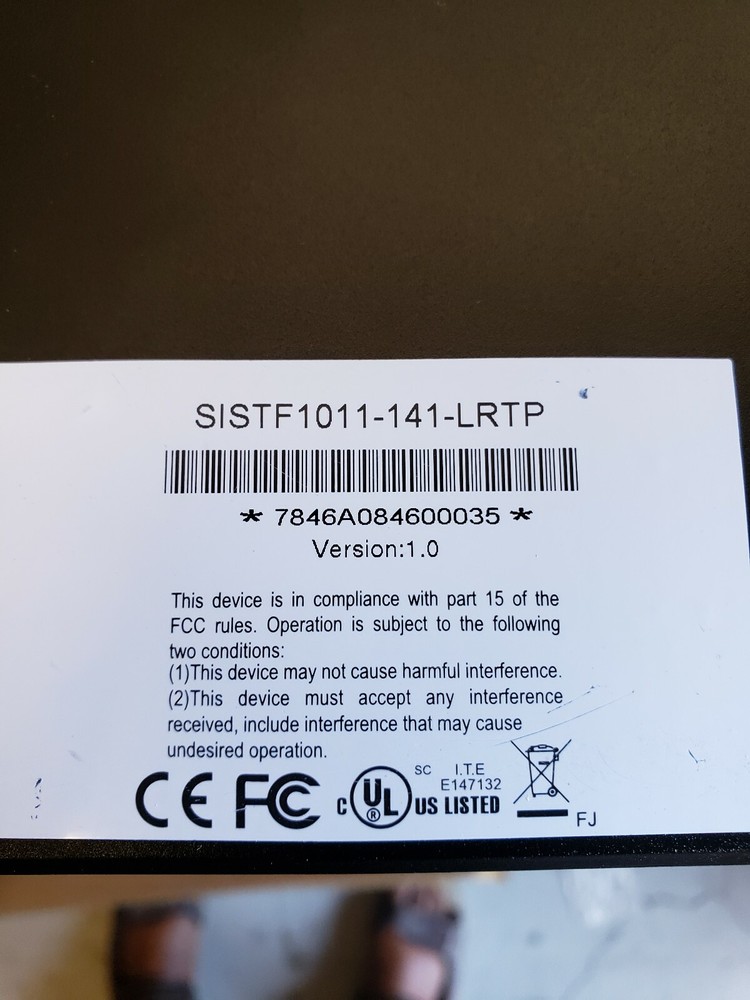 SISTF1011-141-LRTP
* 7846A084600035 *
Version:1.0
This device is in compliance with part 15 of the
FCC rules. Operation is subject to the following
two conditions:
(1)This device may not cause harmful interference.
(2)This device must accept any interference
received, include interference that may cause
undesired operation.
CE FC c UL ® US LISTED
SC I.T.E
E147132
FJ